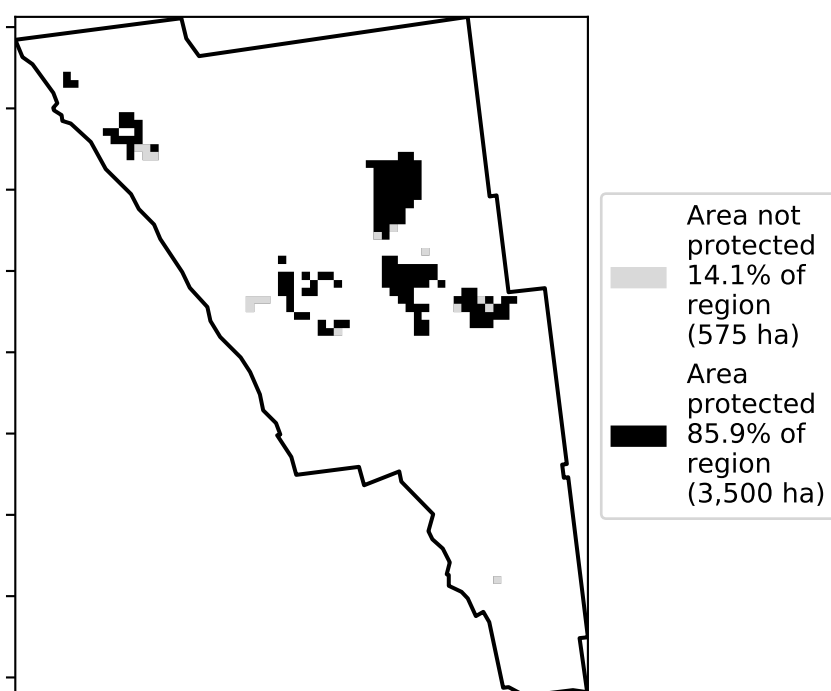 Area not
protected
14.1% of
region
(575 ha)
Area
protected
85.9% of
region
(3,500 ha)